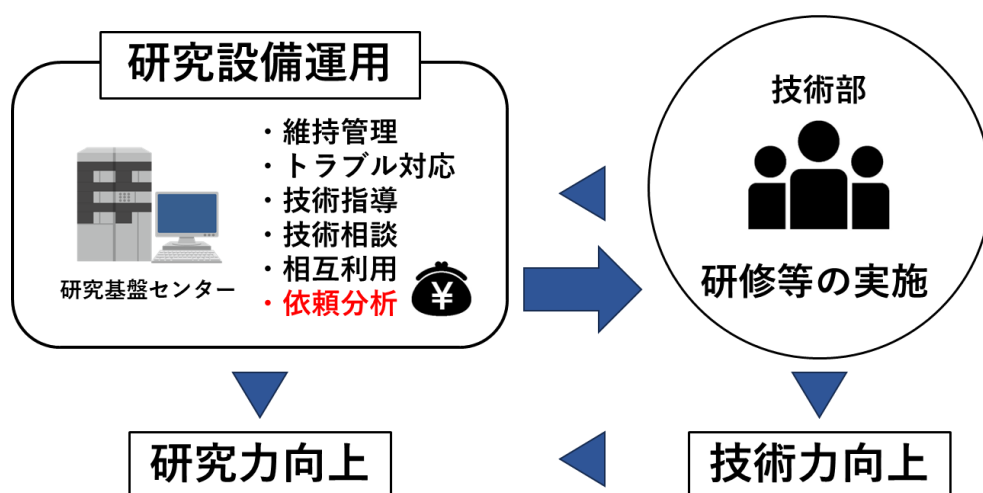 研究設備運用
・維持管理
・トラブル対応
・技術指導
・技術相談
・相互利用
・依頼分析
¥
研究基盤センター
技術部
研修等の実施
研究力向上
技術力向上